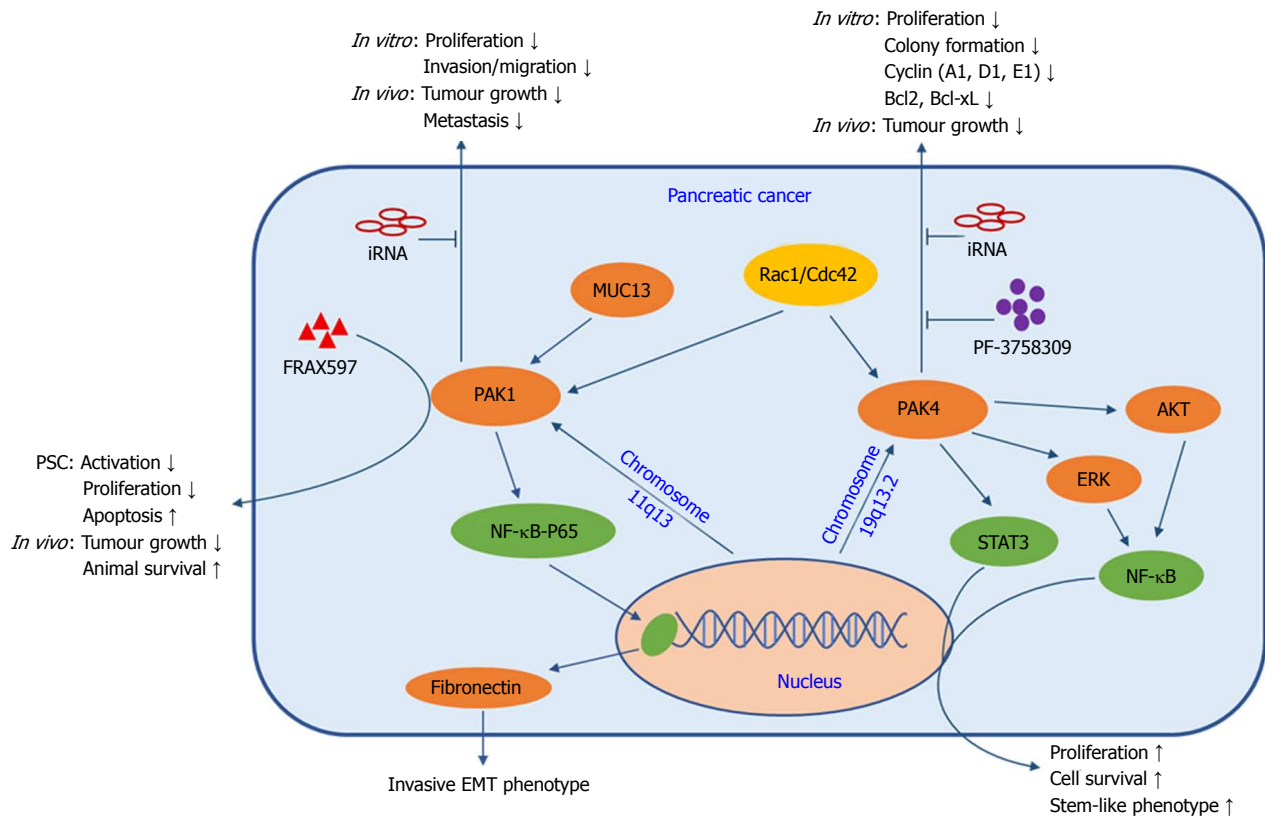 In vitro: Proliferation ↓
Invasion/migration ↓
In vivo: Tumour growth ↓
Metastasis ↓
In vitro: Proliferation ↓
Colony formation ↓
Cyclin (A1, D1, E1) ↓
Bcl2, Bcl-xL ↓
In vivo: Tumour growth ↓
Pancreatic cancer
iRNA
iRNA
MUC13
Rac1/Cdc42
FRAX597
PF-3758309
PAK1
PAK4
AKT
PSC: Activation ↓
Proliferation ↓
Apoptosis ↑
In vivo: Tumour growth ↓
Animal survival ↑
Chromosome
11q13
Chromosome
19q13.2
ERK
NF-κB-P65
STAT3
NF-κB
Nucleus
Fibronectin
Invasive EMT phenotype
Proliferation ↑
Cell survival ↑
Stem-like phenotype ↑